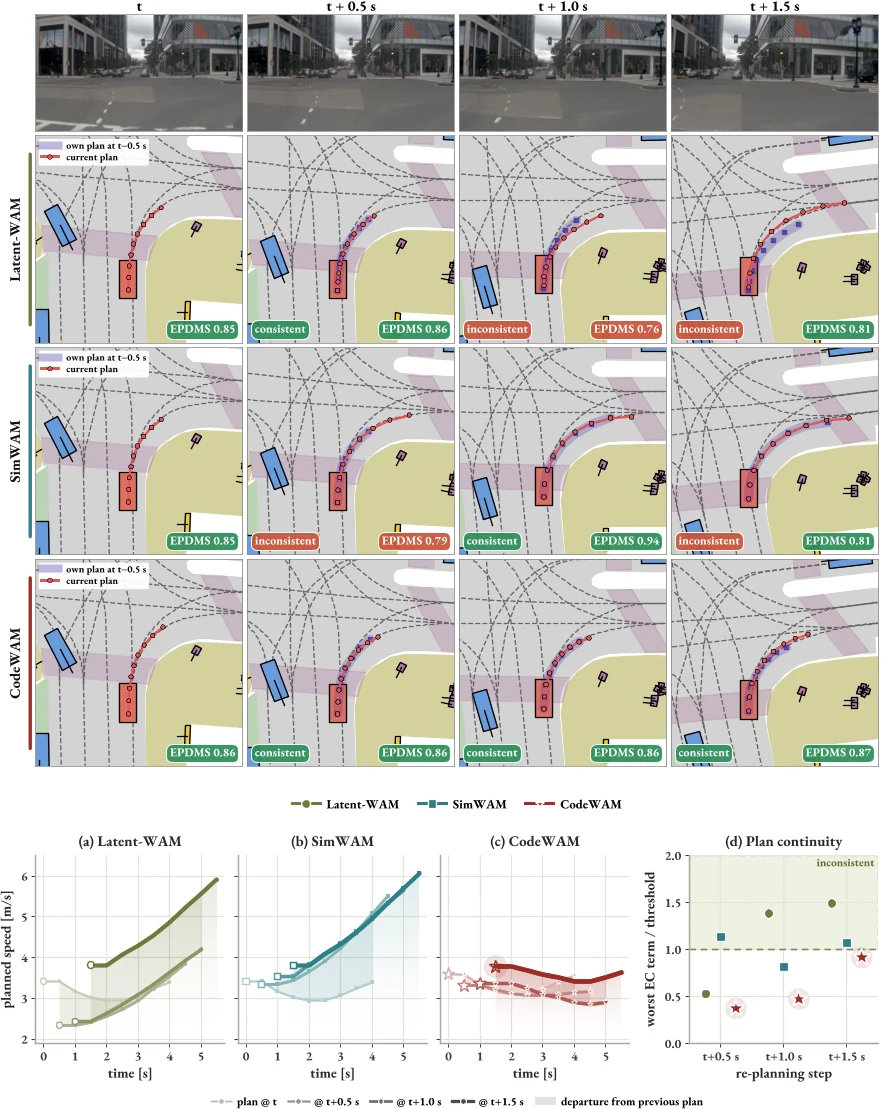 t
t + 0.5 s
t + 1.0 s
t + 1.5 s
Latent-WAM
own plan at t−0.5 s
current plan
EPDMS 0.85
consistent
EPDMS 0.86
inconsistent
EPDMS 0.76
inconsistent
EPDMS 0.81
SimWAM
own plan at t−0.5 s
current plan
EPDMS 0.85
inconsistent
EPDMS 0.79
consistent
EPDMS 0.94
inconsistent
EPDMS 0.81
CodeWAM
own plan at t−0.5 s
current plan
EPDMS 0.86
consistent
EPDMS 0.86
consistent
EPDMS 0.86
consistent
EPDMS 0.87
Latent-WAM
SimWAM
CodeWAM
(a) Latent-WAM
(b) SimWAM
(c) CodeWAM
(d) Plan continuity
planned speed [m/s]
6
5
4
3
2
0 1 2 3 4 5
time [s]
0 1 2 3 4 5
time [s]
0 1 2 3 4 5
time [s]
worst EC term / threshold
2.0
1.5
1.0
0.5
0.0
inconsistent
t+0.5 s
t+1.0 s
t+1.5 s
re-planning step
plan @ t
@ t+0.5 s
@ t+1.0 s
@ t+1.5 s
departure from previous plan